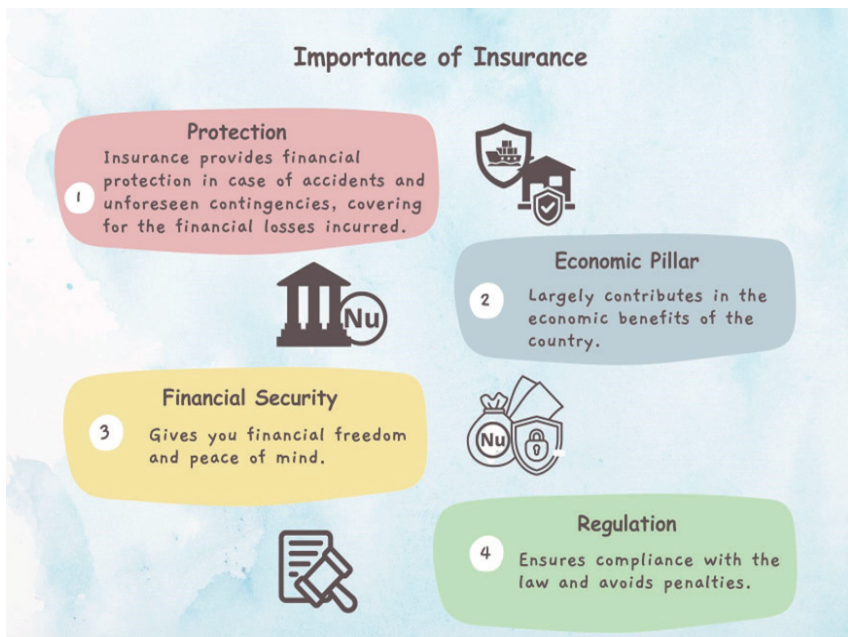 Importance of Insurance
Protection
1
Insurance provides financial
protection in case of accidents and
unforeseen contingencies, covering
for the financial losses incurred.
Economic Pillar
2
Largely contributes in the
economic benefits of the
country.
Nu
Financial Security
3
Gives you financial freedom
and peace of mind.
Nu
Regulation
4
Ensures compliance with the
law and avoids penalties.